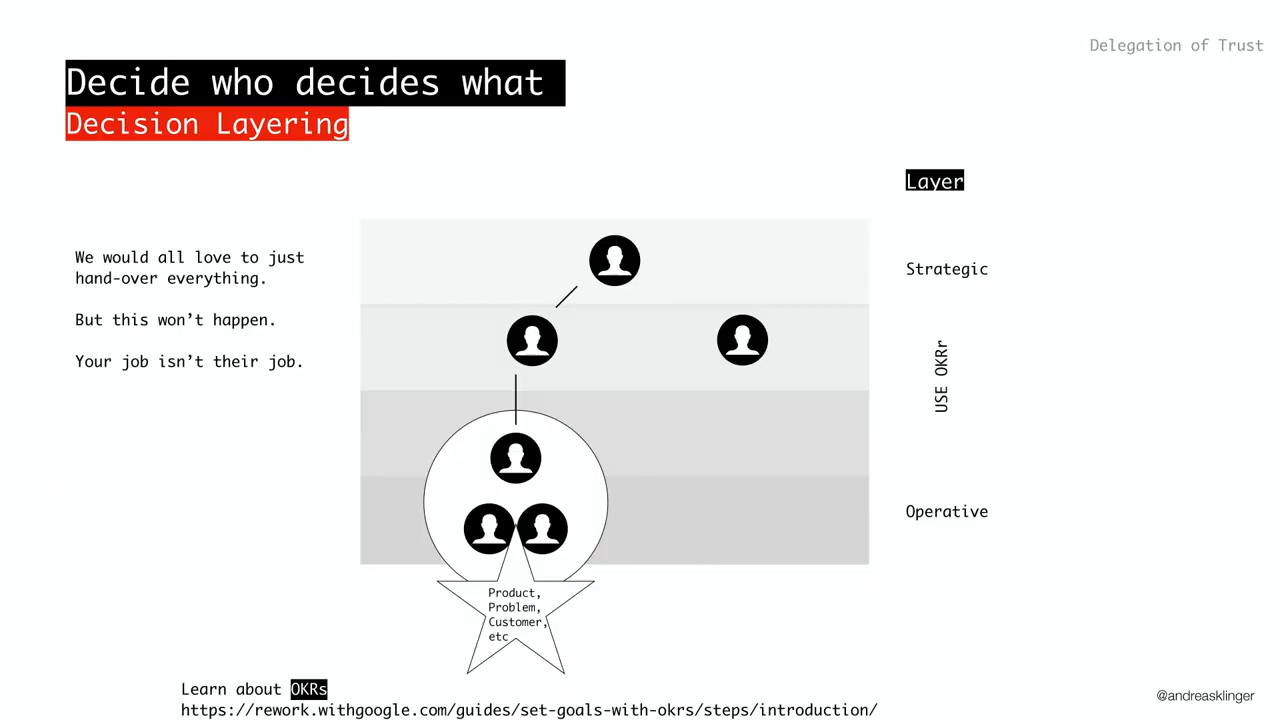 Delegation of Trust
Decide who decides what
Decision Layering
Layer
We would all love to just
hand-over everything.
But this won't happen.
Your job isn't their job.
Strategic
USE OKRr
Operative
Product,
Problem,
Customer,
etc
Learn about OKRs
https://rework.withgoogle.com/guides/set-goals-with-okrs/steps/introduction/
@andreasklinger